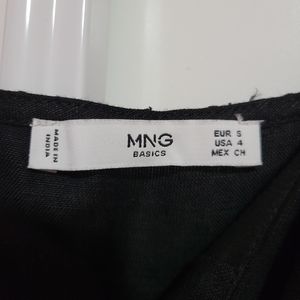 MADE IN
INDIA
MNG
BASICS
EUR S
USA 4
MEX CH